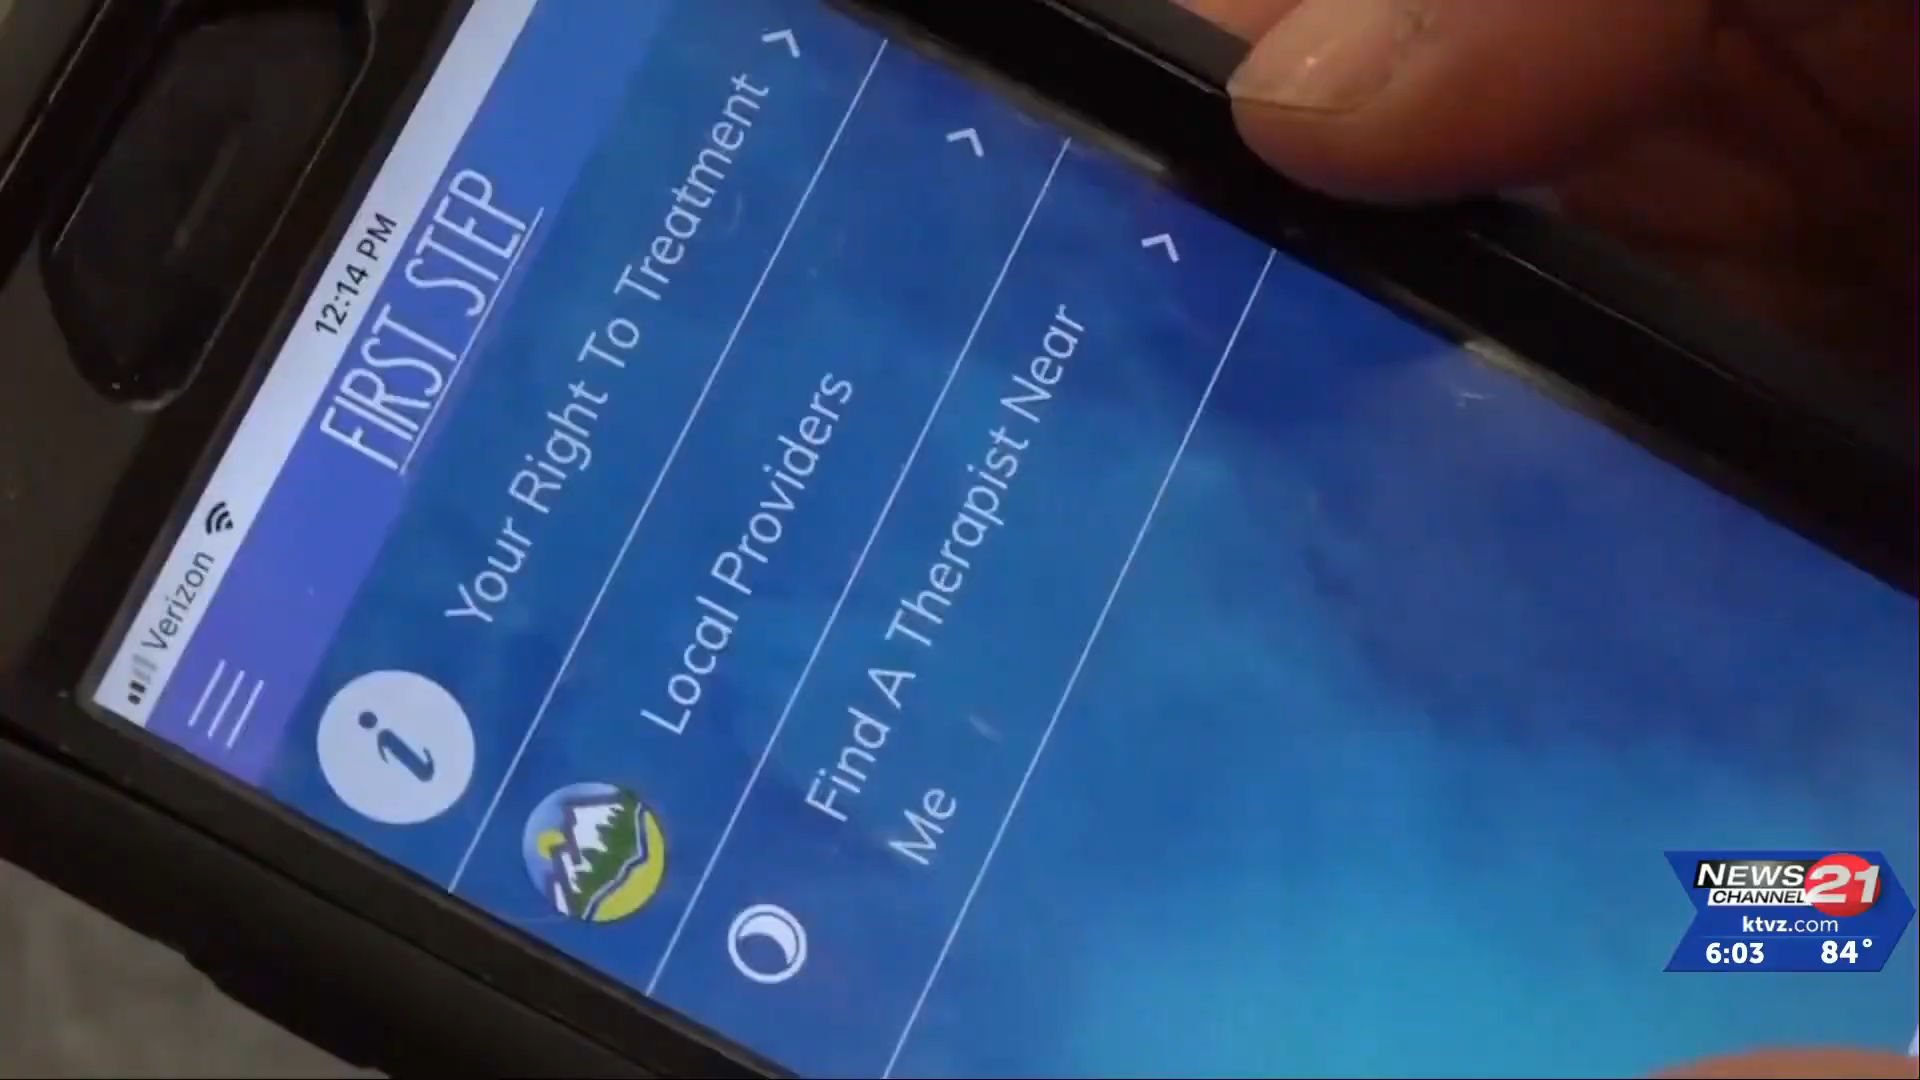 Verizon
12:14 PM
FIRST STEP
Your Right To Treatment
Local Providers
Find A Therapist Near
Me
NEWS
CHANNEL 21
ktvz.com
6:03 84°